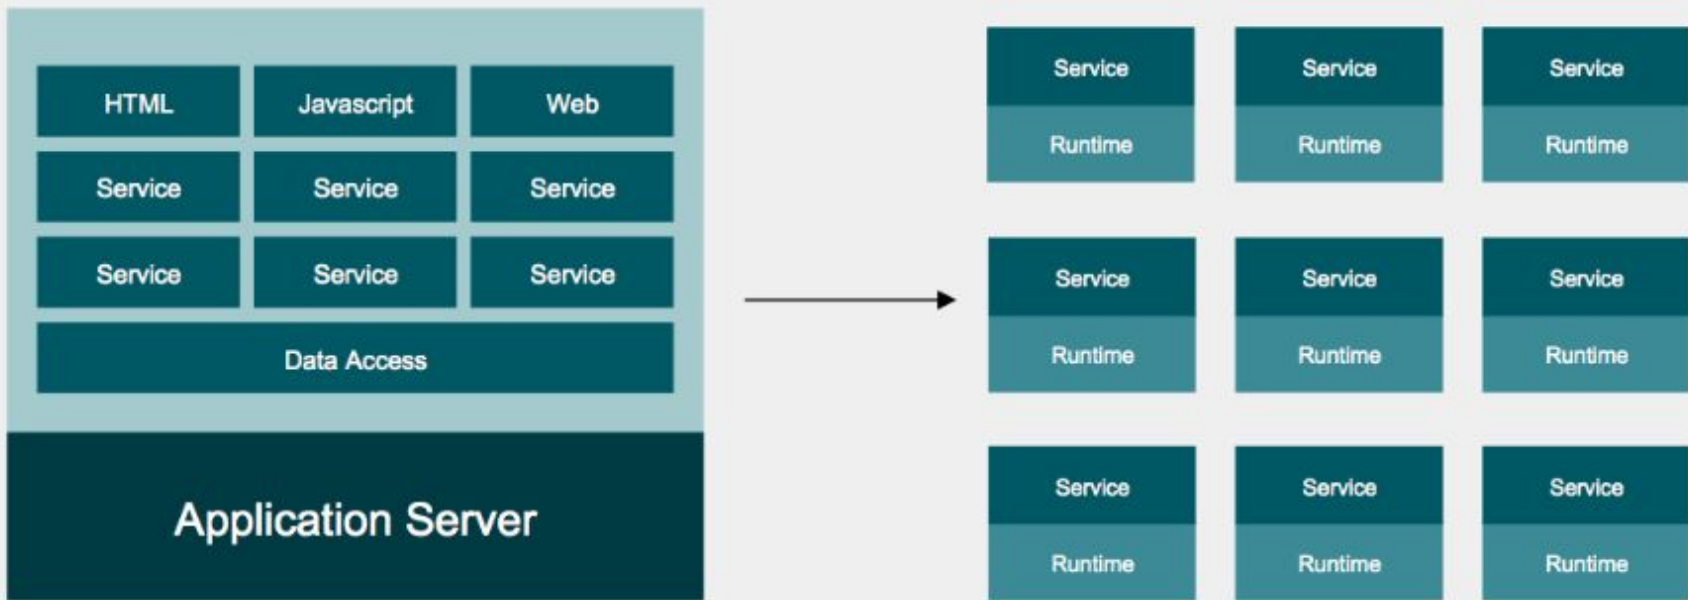 HTML Javascript Web
Service Service Service
Service Service Service
Data Access
Application Server
Service Service Service
Runtime Runtime Runtime
Service Service Service
Runtime Runtime Runtime
Service Service Service
Runtime Runtime Runtime